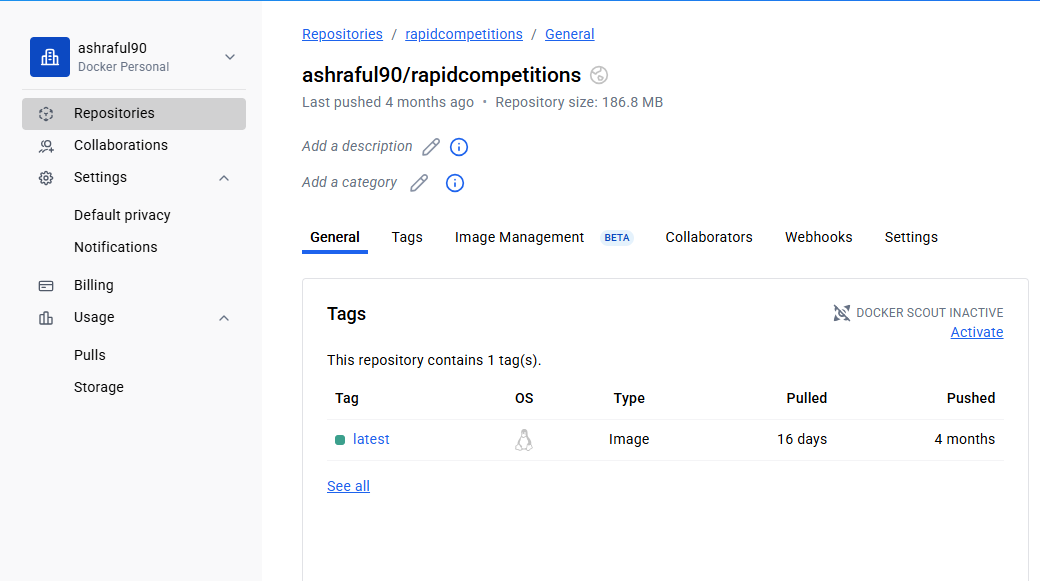 ashraful90
Docker Personal
Repositories
Collaborations
Settings
Default privacy
Notifications
Billing
Usage
Pulls
Storage
Repositories / rapidcompetitions / General
ashraful90/rapidcompetitions
Last pushed 4 months ago • Repository size: 186.8 MB
Add a description
Add a category
General Tags Image Management BETA Collaborators Webhooks Settings
Tags
DOCKER SCOUT INACTIVE
Activate
This repository contains 1 tag(s).
Tag OS Type Pulled Pushed
latest Image 16 days 4 months
See all